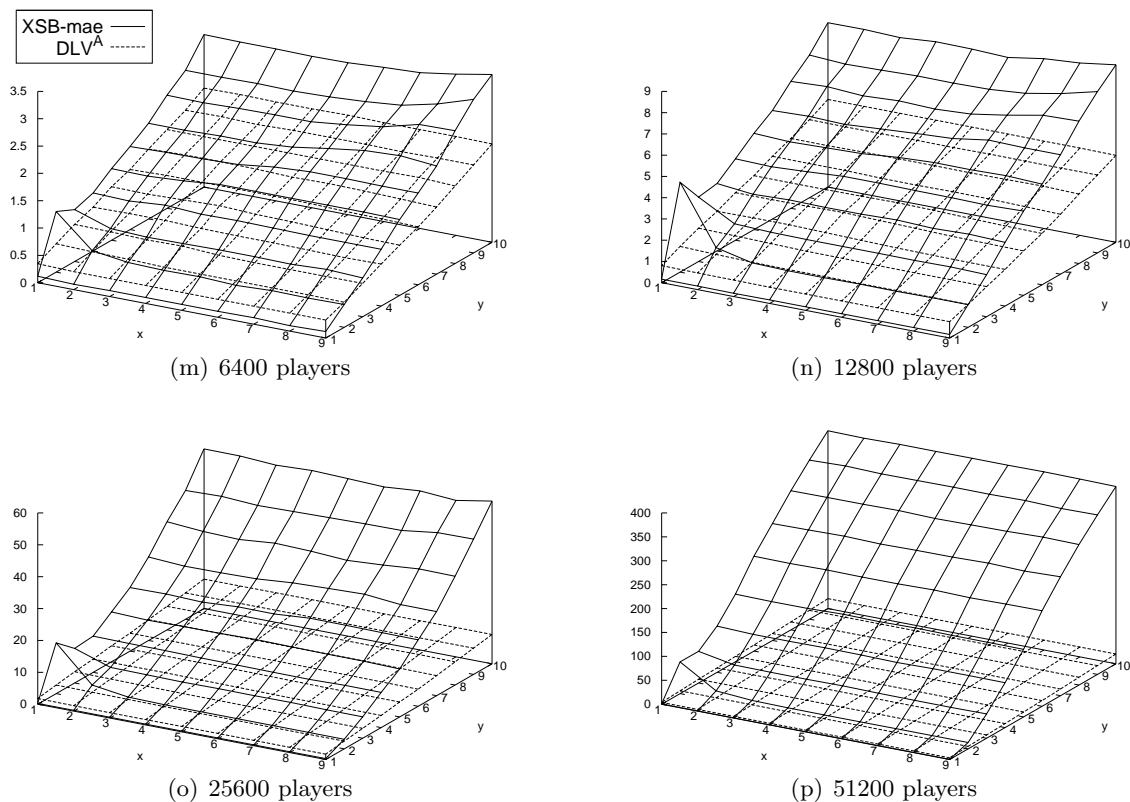 XSB-mae
DLV^A
3.5
3
2.5
2
1.5
1
0.5
0
1 2 3 4 5 6 7 8 9
x
1 2 3 4 5 6 7 8 9 10
y
(m) 6400 players
9
8
7
6
5
4
3
2
1
0
1 2 3 4 5 6 7 8 9
x
1 2 3 4 5 6 7 8 9 10
y
(n) 12800 players
60
50
40
30
20
10
0
1 2 3 4 5 6 7 8 9
x
1 2 3 4 5 6 7 8 9 10
y
(o) 25600 players
400
350
300
250
200
150
100
50
0
1 2 3 4 5 6 7 8 9
x
1 2 3 4 5 6 7 8 9 10
y
(p) 51200 players